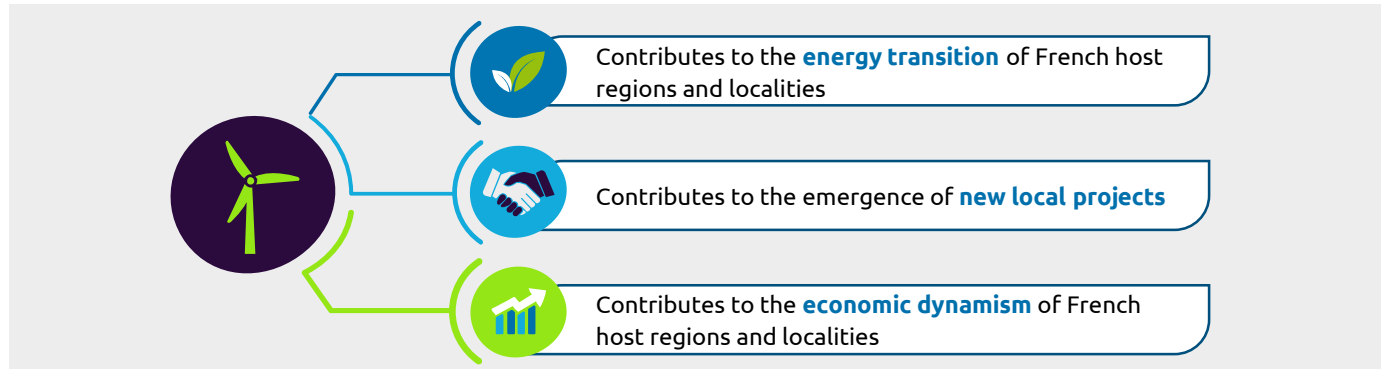 Contributes to the energy transition of French host
regions and localities
Contributes to the emergence of new local projects
Contributes to the economic dynamism of French
host regions and localities